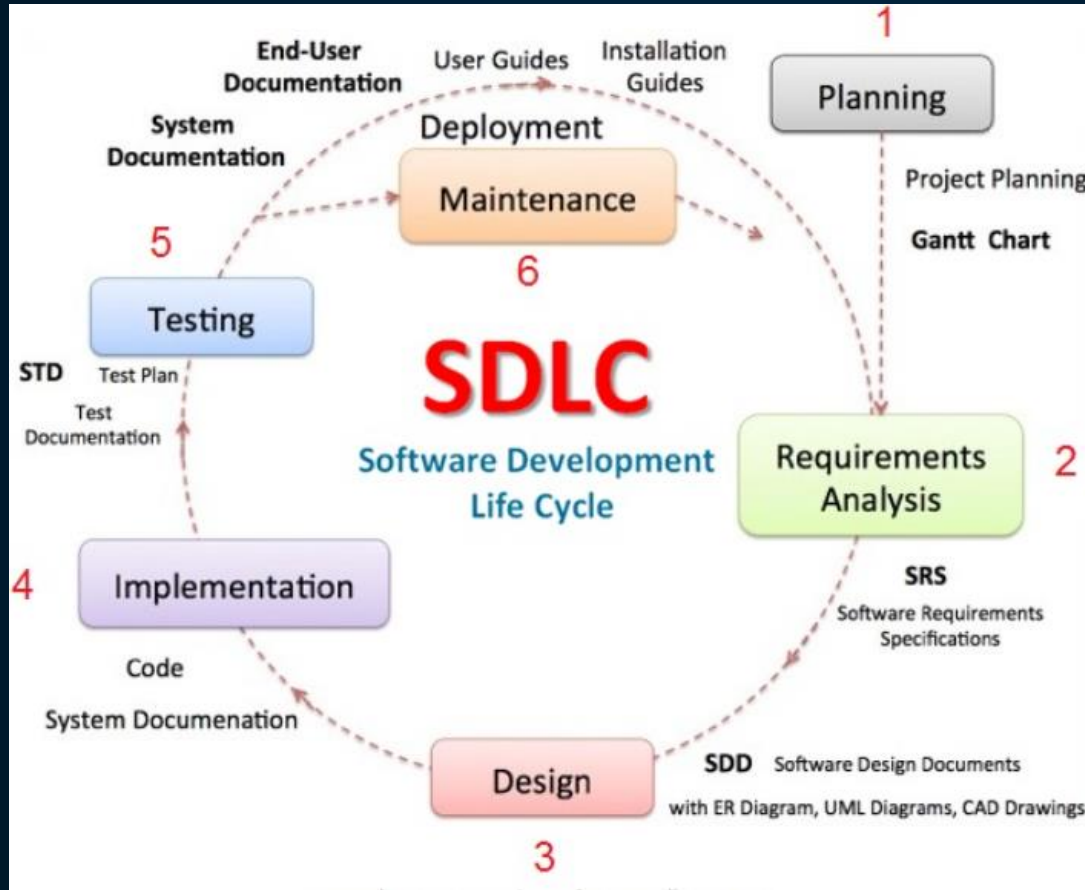 1
Planning
Project Planning
Gantt Chart
End-User
Documentation
User Guides
Installation
Guides
System
Documentation
Deployment
Maintenance
6
5
Testing
STD Test Plan
Test
Documentation
SDLC
Software Development
Life Cycle
Requirements
Analysis
2
SRS
Software Requirements
Specifications
4
Implementation
Code
System Documenation
Design
3
SDD Software Design Documents
with ER Diagram, UML Diagrams, CAD Drawings